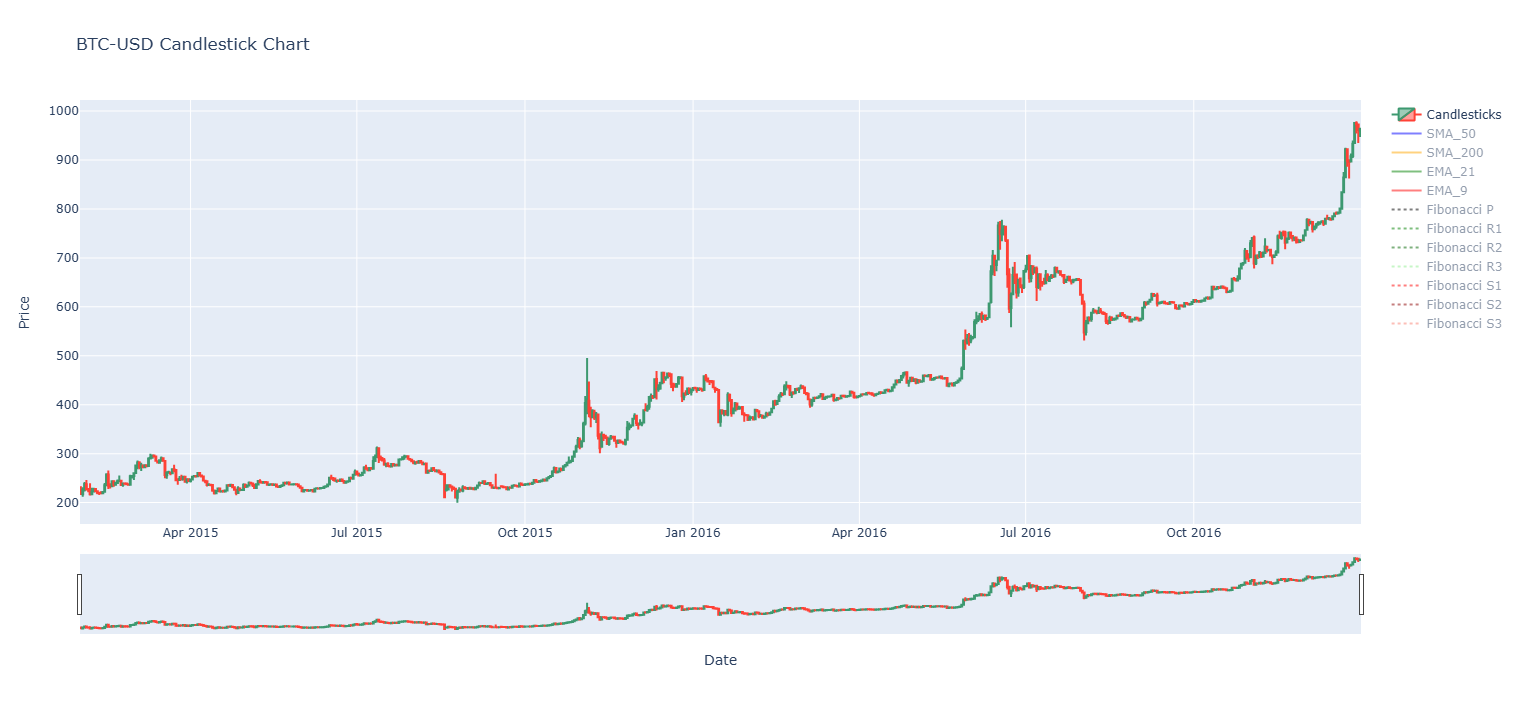 BTC-USD Candlestick Chart
1000
900
800
700
600
500
400
300
200
Price
Apr 2015
Jul 2015
Oct 2015
Jan 2016
Apr 2016
Jul 2016
Oct 2016
Date
Candlesticks
SMA_50
SMA_200
EMA_21
EMA_9
Fibonacci P
Fibonacci R1
Fibonacci R2
Fibonacci R3
Fibonacci S1
Fibonacci S2
Fibonacci S3